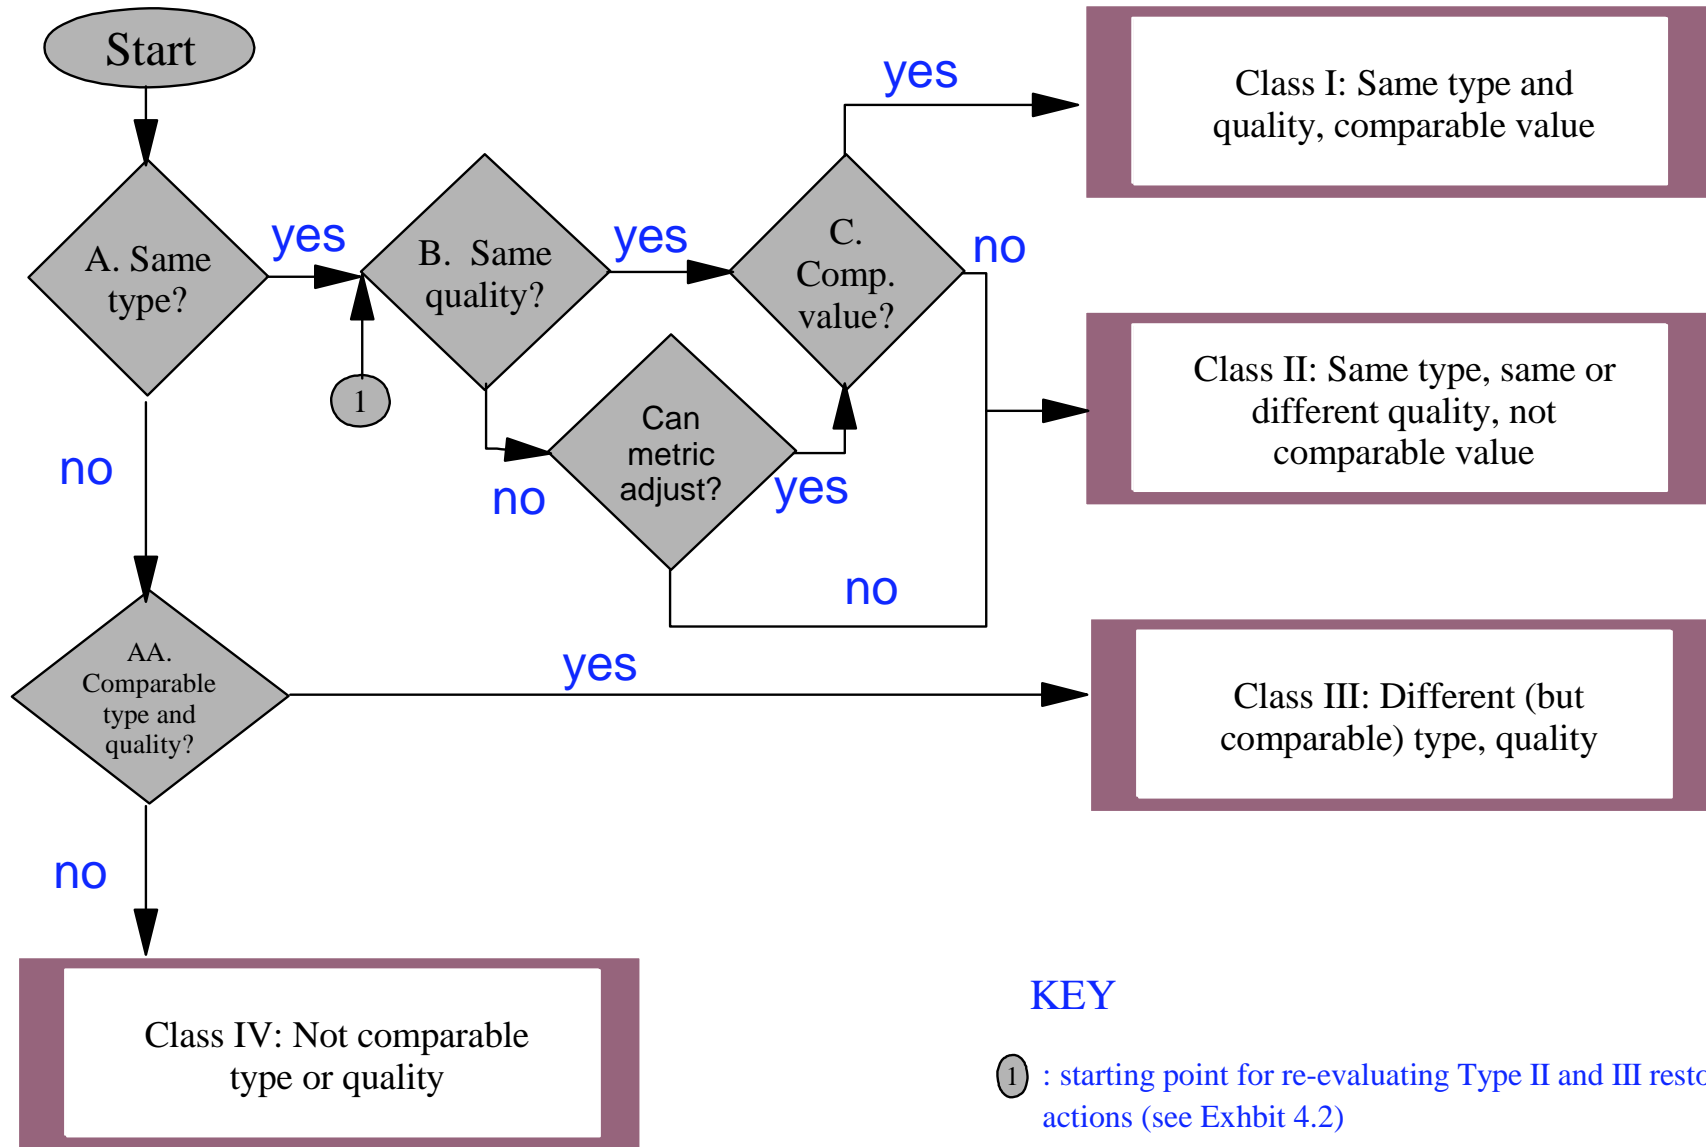 Start
yes
Class I: Same type and
quality, comparable value
A. Same
type?
yes
B.  Same
quality?
yes
C.
Comp.
value?
no
1
Can
metric
adjust?
no
yes
no
Class II: Same type, same or
different quality, not
comparable value
no
AA.
Comparable
type and
quality?
yes
Class III: Different (but
comparable) type, quality
no
Class IV: Not comparable
type or quality
KEY
1 : starting point for re-evaluating Type II and III
actions (see Exhbit 4.2)